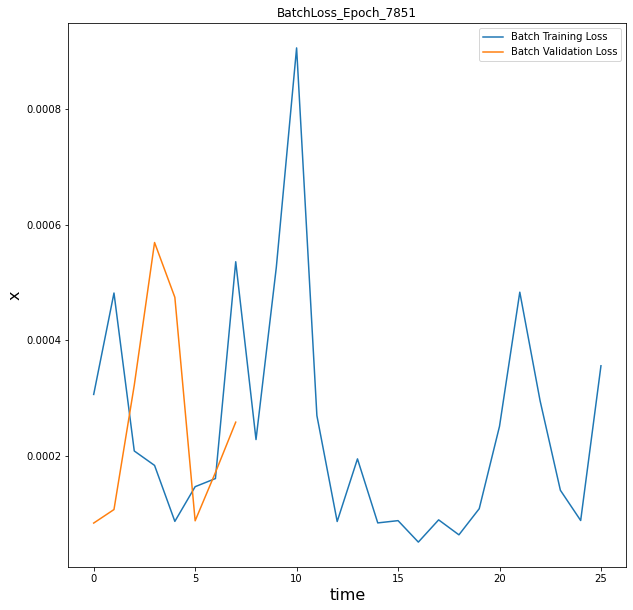 BatchLoss_Epoch_7851
Batch Training Loss
Batch Validation Loss
0.0008
0.0006
x
0.0004
0.0002
0 5 10 15 20 25
time